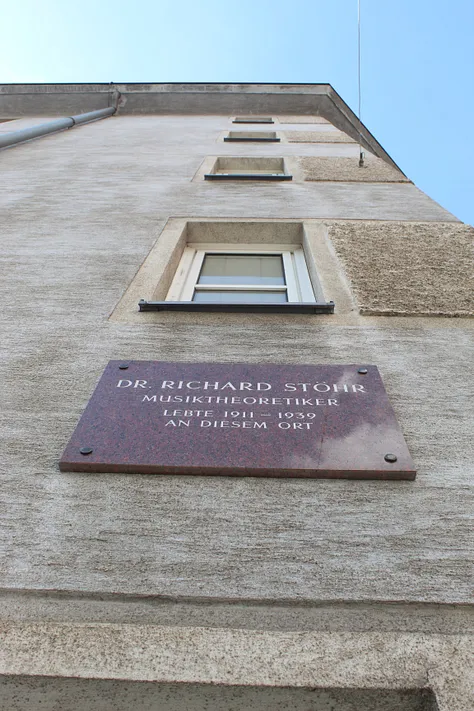 DR. RICHARD STÖHR
MUSIKTHEORETIKER
LEBTE 1911 – 1939
AN DIESEM ORT